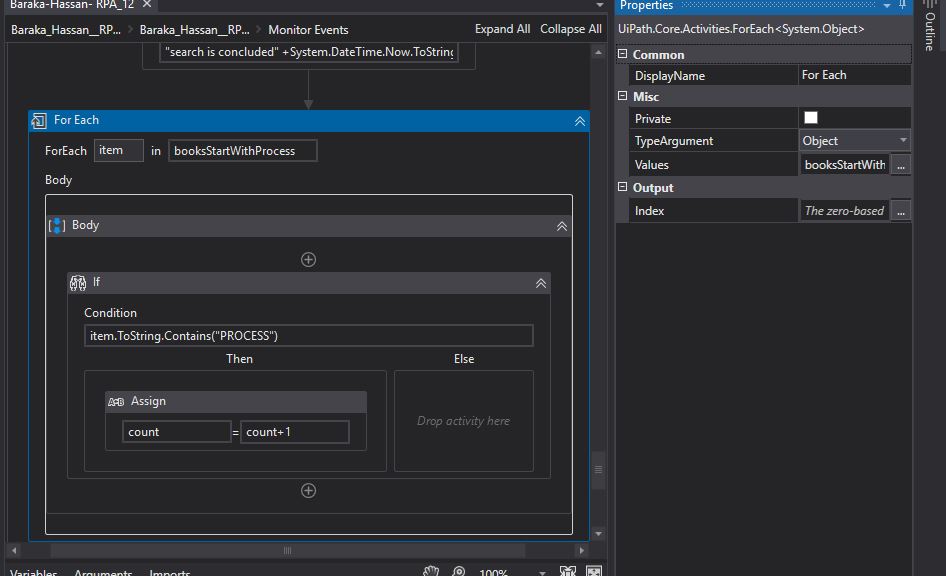 Baraka-Hassan- RPA_12 ✕
Baraka_Hassan__RP... > Baraka_Hassan__RP... > Monitor Events Expand All Collapse All
"search is concluded" +System.DateTime.Now.ToString
For Each
ForEach item in booksStartWithProcess
Body
Body
If
Condition
item.ToString.Contains("PROCESS")
Then Else
Assign
count = count+1
Drop activity here
Variables Arguments Imports 100%
Properties
UiPath.Core.Activities.ForEach<System.Object>
Common
DisplayName For Each
Misc
Private
TypeArgument Object
Values booksStartWith ...
Output
Index The zero-based ...
Outline